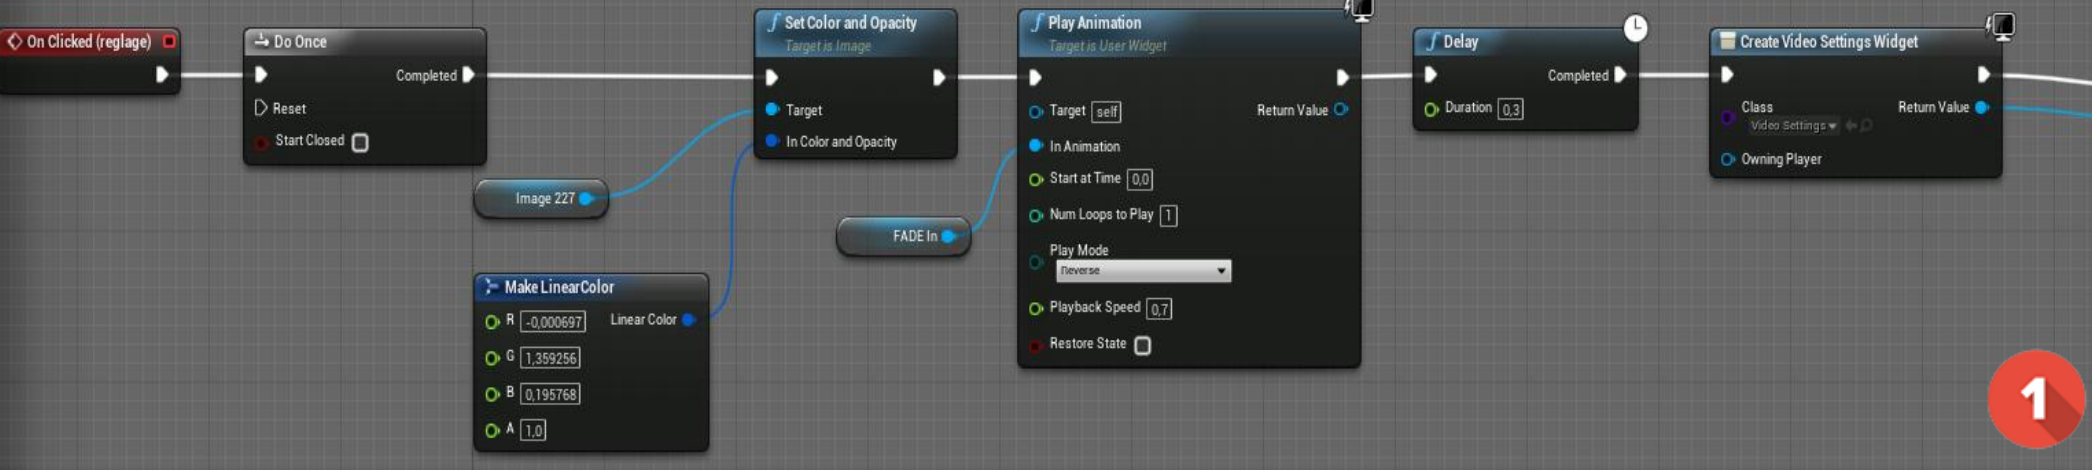 On Clicked (reglage)
Do Once
Completed
Reset
Start Closed
Image 227
Make LinearColor
R -0,000697 Linear Color
G 1,359256
B 0,195768
A 1,0
Set Color and Opacity
Target is Image
Target
In Color and Opacity
FADE In
Play Animation
Target is User Widget
Target self Return Value
In Animation
Start at Time 0,0
Num Loops to Play 1
Play Mode
Reverse
Playback Speed 0,7
Restore State
Delay
Completed
Duration 0,3
Create Video Settings Widget
Class Return Value
Video Settings
Owning Player
1